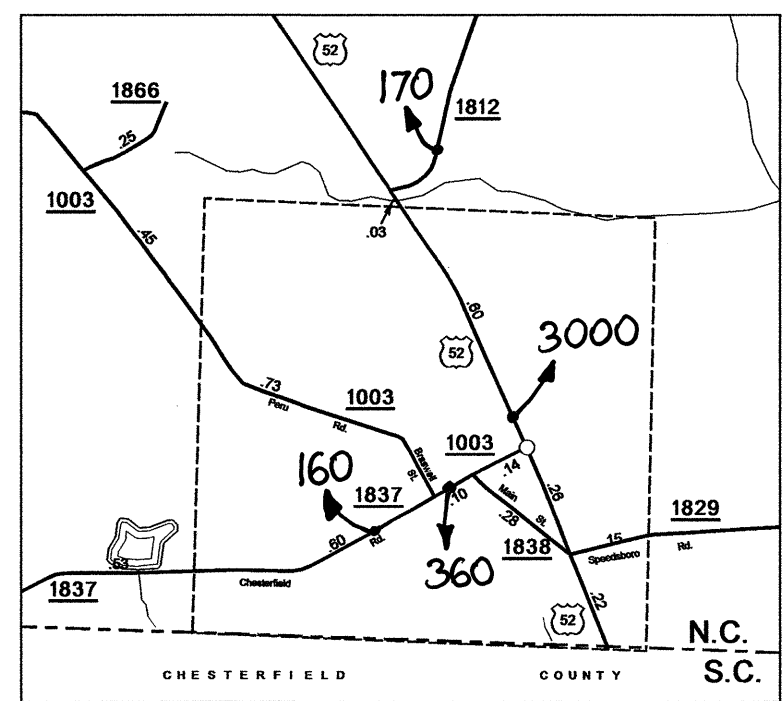 52
170
1866
1812
.25
1003
.45
.03
.60
3000
52
.73
Peru
Rd.
1003
1003
Braswell
St.
160
1837
.14
.10
Main
St.
.28
.26
1829
.15
Speedsboro
Rd.
.60
Rd.
1838
360
.53
Chesterfield
1837
.22
52
N.C.
S.C.
CHESTERFIELD COUNTY